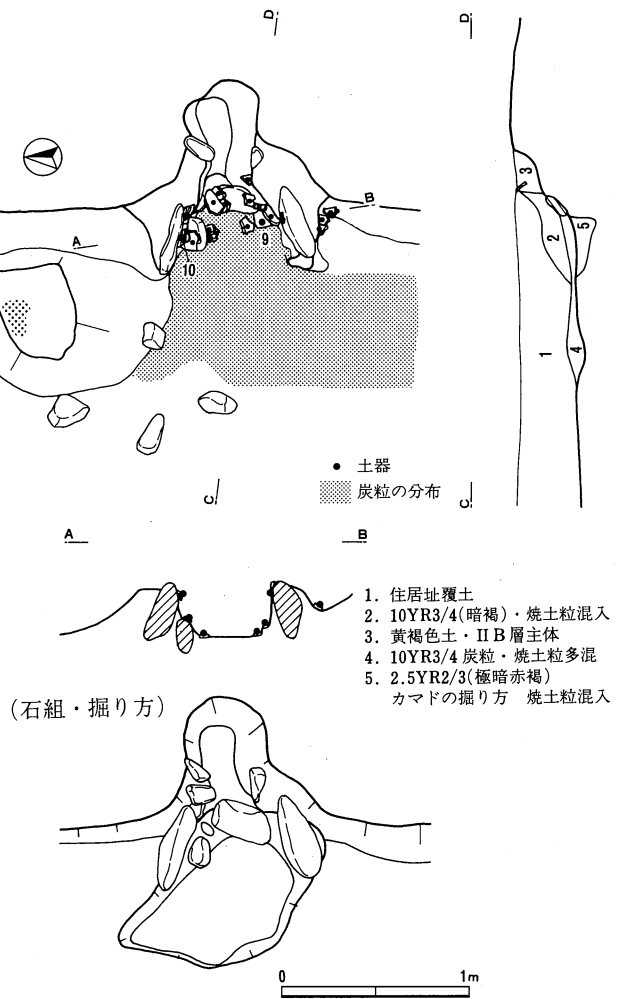 D
D
3
A
B
9
10
2
5
1
4
土器
炭粒の分布
C
C
A
B
1. 住居址覆土
2. 10YR3/4(暗褐)・焼土粒混入
3. 黄褐色土・ⅡB層主体
4. 10YR3/4 炭粒・焼土粒多混
5. 2.5YR2/3(極暗赤褐)
カマドの掘り方 焼土粒混入
(石組・掘り方)
0 1m